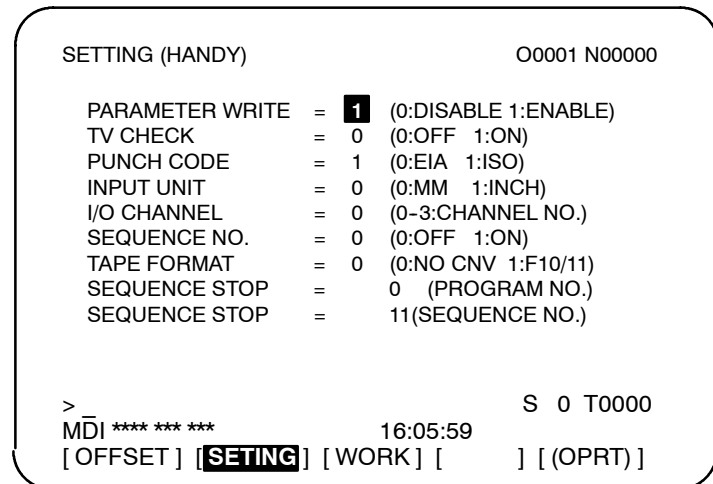 SETTING (HANDY) O0001 N00000
PARAMETER WRITE = 1 (0:DISABLE 1:ENABLE)
TV CHECK = 0 (0:OFF 1:ON)
PUNCH CODE = 1 (0:EIA 1:ISO)
INPUT UNIT = 0 (0:MM 1:INCH)
I/O CHANNEL = 0 (0-3:CHANNEL NO.)
SEQUENCE NO. = 0 (0:OFF 1:ON)
TAPE FORMAT = 0 (0:NO CNV 1:F10/11)
SEQUENCE STOP = 0 (PROGRAM NO.)
SEQUENCE STOP = 11(SEQUENCE NO.)
> _ S 0 T0000
MDI **** *** *** 16:05:59
[ OFFSET ] [ SETING ] [ WORK ] [ ] [ (OPRT) ]